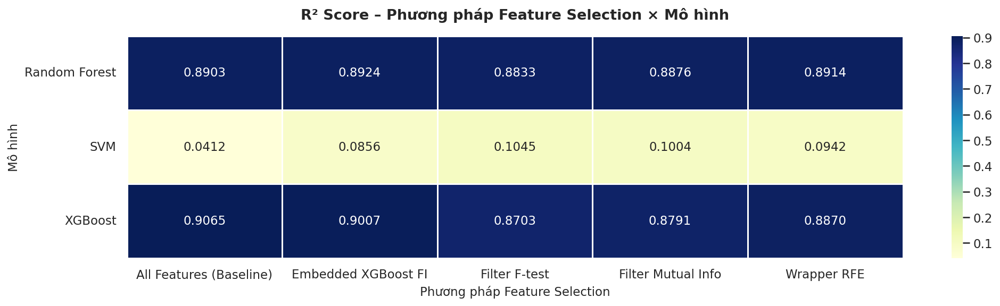 R² Score – Phương pháp Feature Selection × Mô hình
Mô hình
Random Forest 0.8903 0.8924 0.8833 0.8876 0.8914
SVM 0.0412 0.0856 0.1045 0.1004 0.0942
XGBoost 0.9065 0.9007 0.8703 0.8791 0.8870
All Features (Baseline) Embedded XGBoost FI Filter F-test Filter Mutual Info Wrapper RFE
Phương pháp Feature Selection
0.9
0.8
0.7
0.6
0.5
0.4
0.3
0.2
0.1